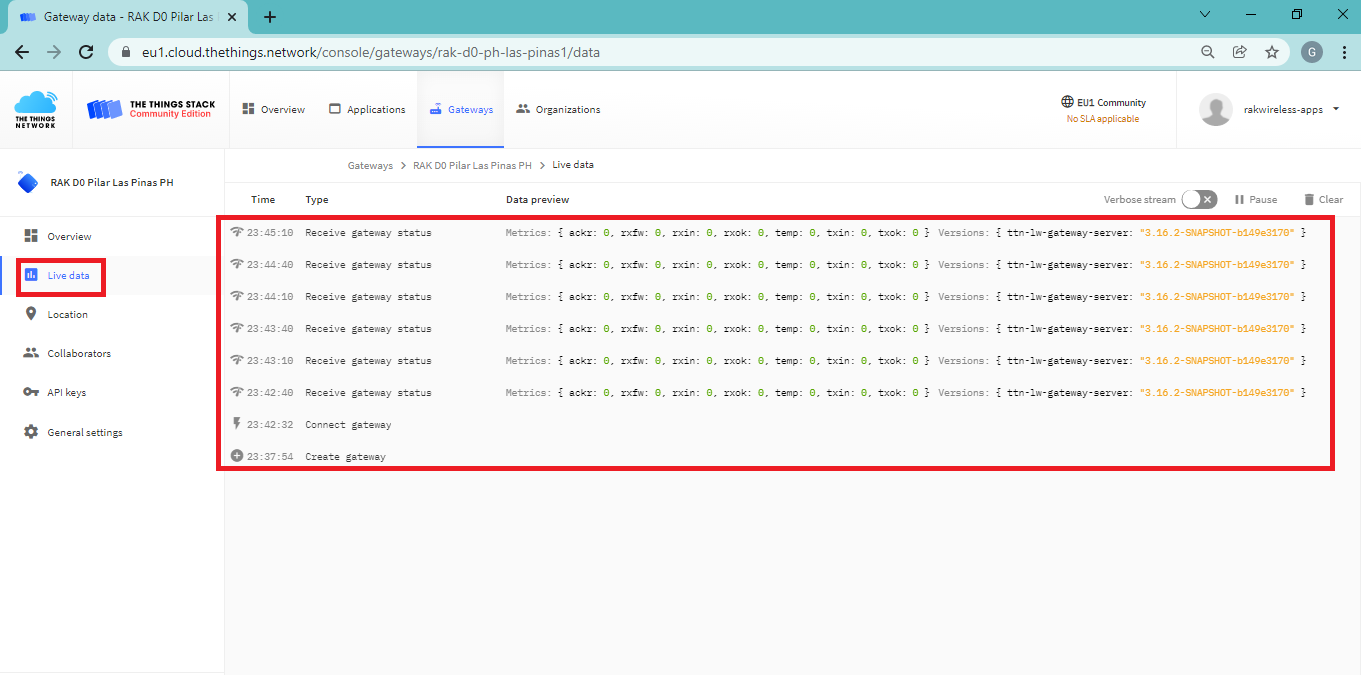 Gateway data - RAK D0 Pilar Las
eu1.cloud.thethings.network/console/gateways/rak-d0-ph-las-pinas1/data
G
THE THINGS NETWORK
THE THINGS STACK
Community Edition
Overview
Applications
Gateways
Organizations
EU1 Community
No SLA applicable
rakwireless-apps
RAK D0 Pilar Las Pinas PH
Gateways > RAK D0 Pilar Las Pinas PH > Live data
Time Type Data preview Verbose stream Pause Clear
Overview
Live data
Location
Collaborators
API keys
General settings
23:45:10 Receive gateway status Metrics: { ackr: 0, rxfw: 0, rxin: 0, rxok: 0, temp: 0, txin: 0, txok: 0 } Versions: { ttn-lw-gateway-server: "3.16.2-SNAPSHOT-b149e3170" }
23:44:40 Receive gateway status Metrics: { ackr: 0, rxfw: 0, rxin: 0, rxok: 0, temp: 0, txin: 0, txok: 0 } Versions: { ttn-lw-gateway-server: "3.16.2-SNAPSHOT-b149e3170" }
23:44:10 Receive gateway status Metrics: { ackr: 0, rxfw: 0, rxin: 0, rxok: 0, temp: 0, txin: 0, txok: 0 } Versions: { ttn-lw-gateway-server: "3.16.2-SNAPSHOT-b149e3170" }
23:43:40 Receive gateway status Metrics: { ackr: 0, rxfw: 0, rxin: 0, rxok: 0, temp: 0, txin: 0, txok: 0 } Versions: { ttn-lw-gateway-server: "3.16.2-SNAPSHOT-b149e3170" }
23:43:10 Receive gateway status Metrics: { ackr: 0, rxfw: 0, rxin: 0, rxok: 0, temp: 0, txin: 0, txok: 0 } Versions: { ttn-lw-gateway-server: "3.16.2-SNAPSHOT-b149e3170" }
23:42:40 Receive gateway status Metrics: { ackr: 0, rxfw: 0, rxin: 0, rxok: 0, temp: 0, txin: 0, txok: 0 } Versions: { ttn-lw-gateway-server: "3.16.2-SNAPSHOT-b149e3170" }
23:42:32 Connect gateway
23:37:54 Create gateway